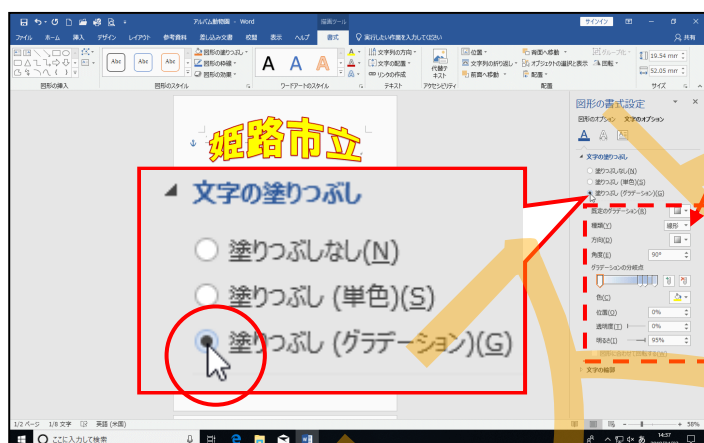 アルバム動物園 - Word
描画ツール
サインイン
ファイル ホーム 挿入 デザイン レイアウト 参考資料 差し込み文書 校閲 表示 ヘルプ 書式 実行したい作業を入力してください 共有
Abc Abc Abc
図形の塗りつぶし
図形の枠線
図形の効果
A A A
文字列の方向
文字の配置
リンクの作成
代替テキスト
位置
文字列の折り返し
前面へ移動
背面へ移動
オブジェクトの選択と表示
配置
グループ化
回転
19.54 mm
52.05 mm
図形の挿入 図形のスタイル ワードアートのスタイル テキスト アクセシビリティ 配置 サイズ
姫路市立
文字の塗りつぶし
塗りつぶしなし(N)
塗りつぶし (単色)(S)
塗りつぶし (グラデーション)(G)
図形の書式設定
図形のオプション 文字のオプション
文字の塗りつぶし
塗りつぶしなし(N)
塗りつぶし (単色)(S)
塗りつぶし (グラデーション)(G)
既定のグラデーション(R)
種類(Y) 線形
方向(D)
角度(E) 90°
グラデーションの分岐点
色(C)
位置(O) 0%
透明度(T) 0%
明るさ(I) 95%
図形に合わせて回転する(W)
文字の輪郭
1/2 ページ 1/8 文字 英語 (米国) 58%
ここに入力して検索
あ 14:57